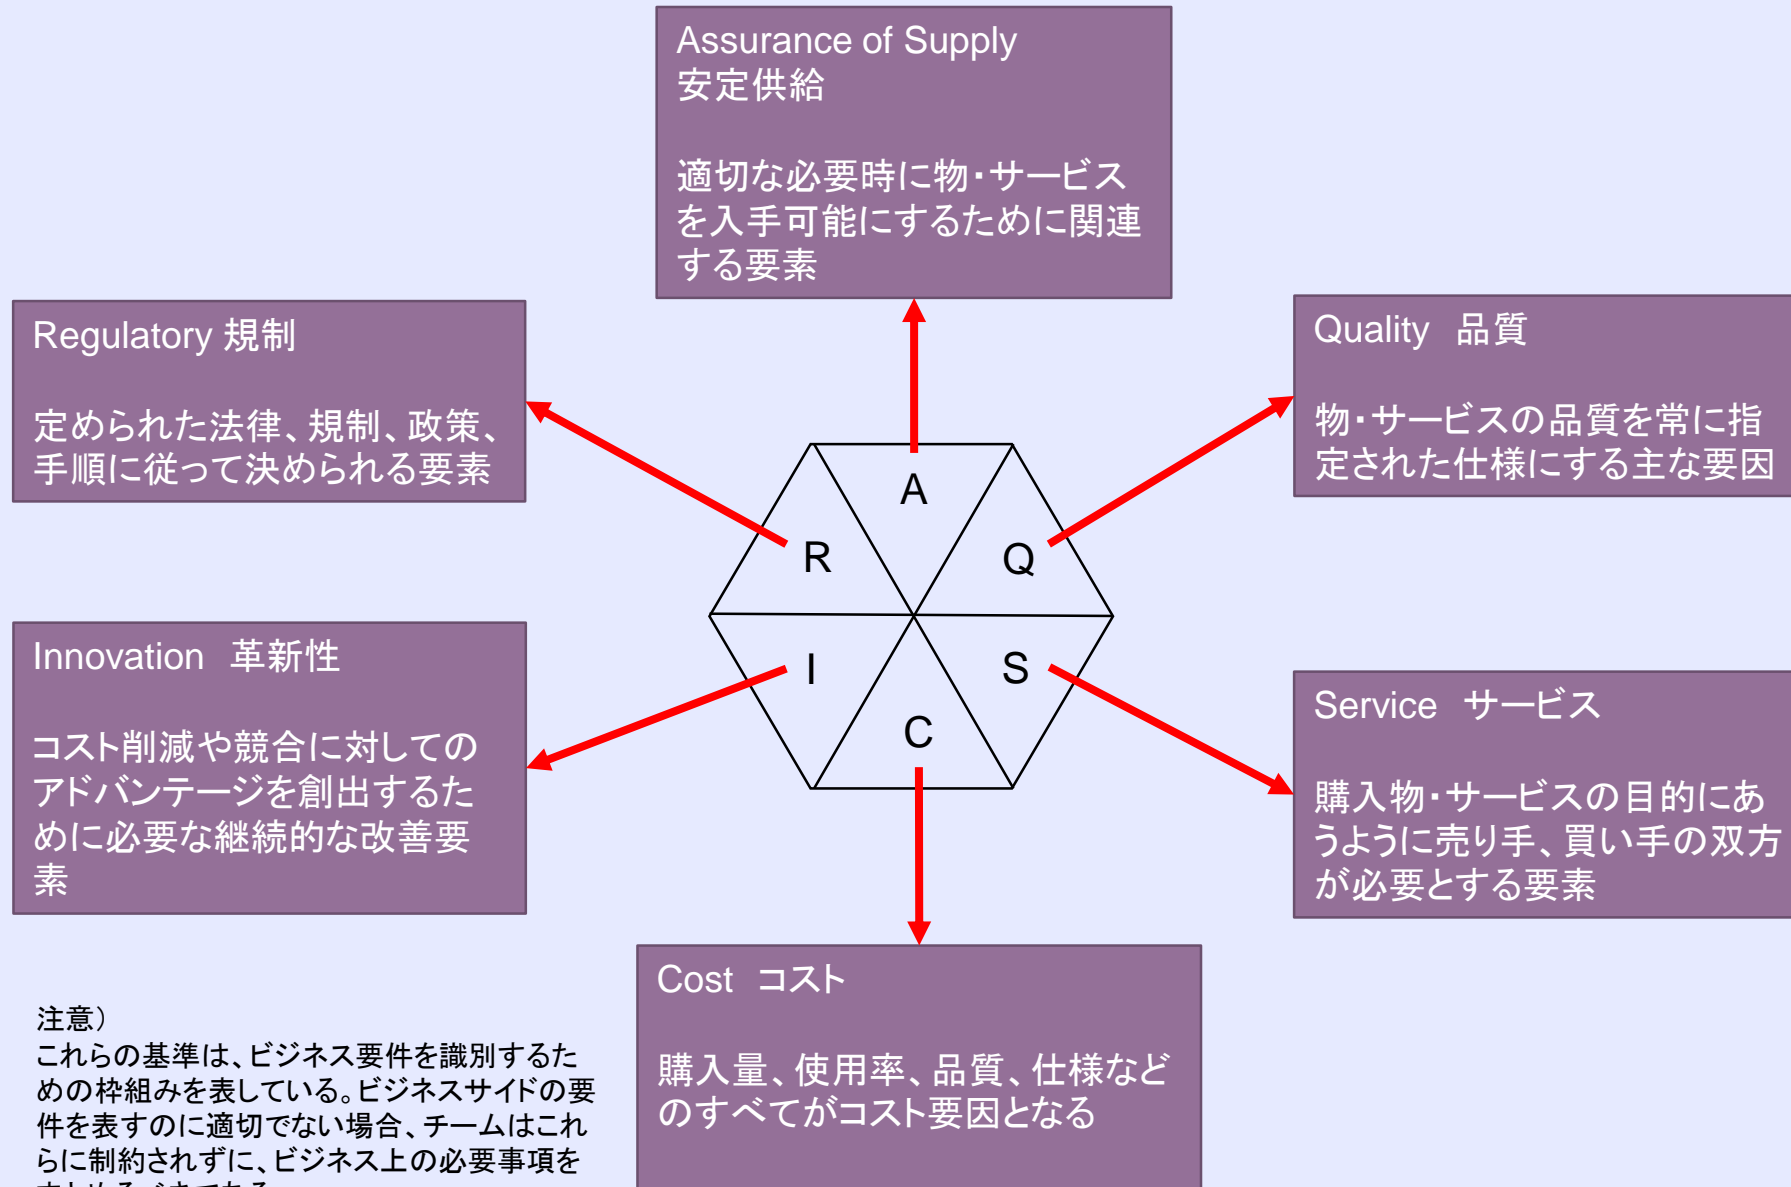 Assurance of Supply
安定供給
適切な必要時に物・サービス
を入手可能にするために関連
する要素
Regulatory 規制
定められた法律、規制、政策、
手順に従って決められる要素
Quality　品質
物・サービスの品質を常に指
定された仕様にする主な要因
A
R
Q
I
S
C
Innovation　革新性
コスト削減や競合に対しての
アドバンテージを創出するた
めに必要な継続的な改善要
素
Service　サービス
購入物・サービスの目的にあ
うように売り手、買い手の双方
が必要とする要素
Cost　コスト
購入量、使用率、品質、仕様など
のすべてがコスト要因となる
注意）
これらの基準は、ビジネス要件を識別するた
めの枠組みを表している。ビジネスサイドの要
件を表すのに適切でない場合、チームはこれ
らに制約されずに、ビジネス上の必要事項を